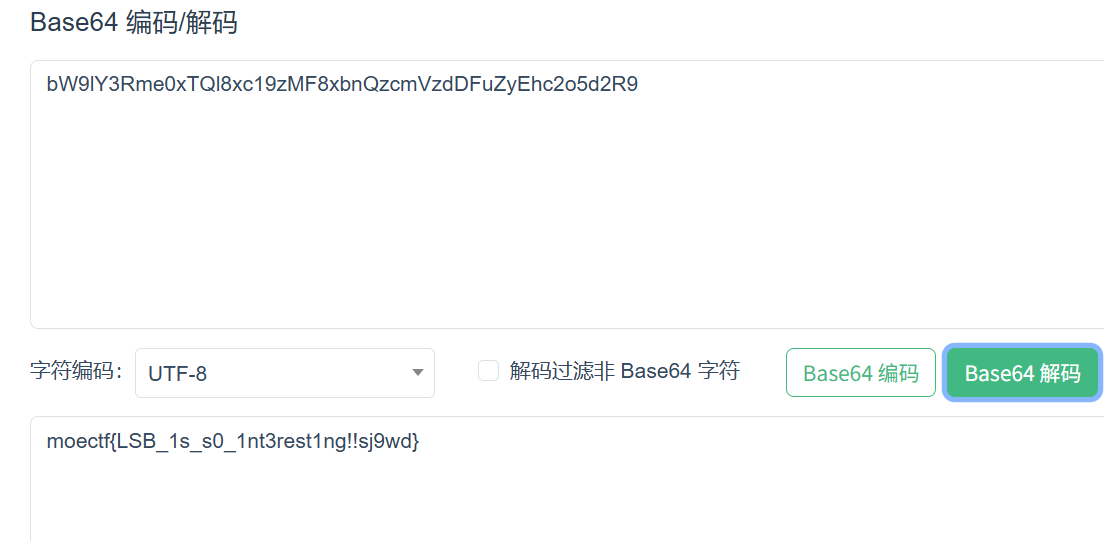 Base64 编码/解码
bW9lY3Rme0xTQl8xc19zMF8xbnQzcmVzdDFuZyEhc2o5d2R9
字符编码： UTF-8 解码过滤非 Base64 字符 Base64 编码 Base64 解码
moectf{LSB_1s_s0_1nt3rest1ng!!sj9wd}